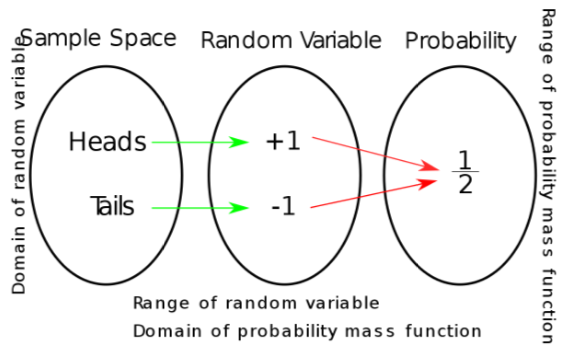 Sample Space
Random Variable
Probability
Domain of random variable
Heads
+1
1
2
Tails
-1
Range of probability mass function
Range of random variable
Domain of probability mass function